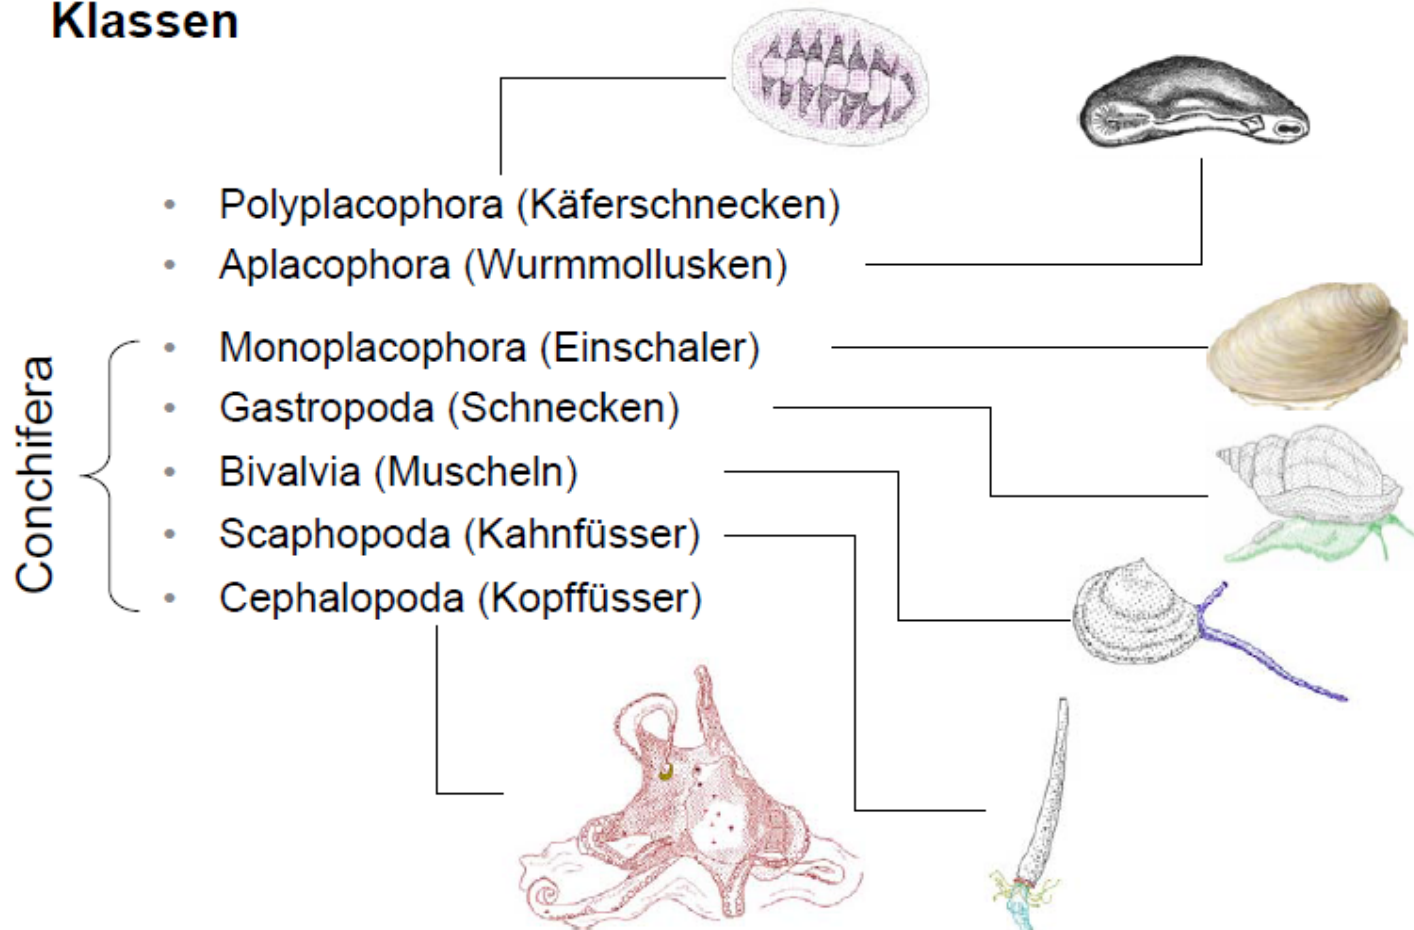 Klassen
• Polyplacophora (Käferschnecken)
• Aplacophora (Wurmmollusken)
Conchifera
• Monoplacophora (Einschaler)
• Gastropoda (Schnecken)
• Bivalvia (Muscheln)
• Scaphopoda (Kahnfüsser)
• Cephalopoda (Kopffüsser)